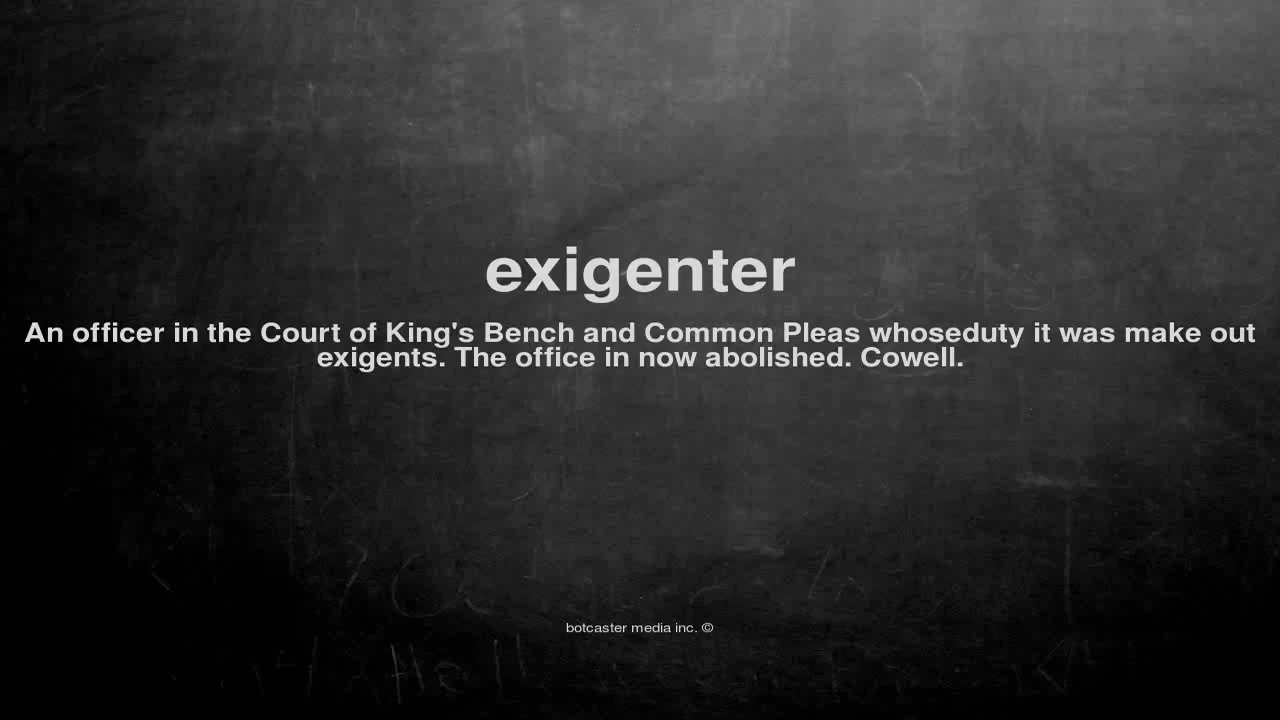 exigenter
An officer in the Court of King's Bench and Common Pleas whoseduty it was make out
exigents. The office in now abolished. Cowell.
botcaster media inc. ©